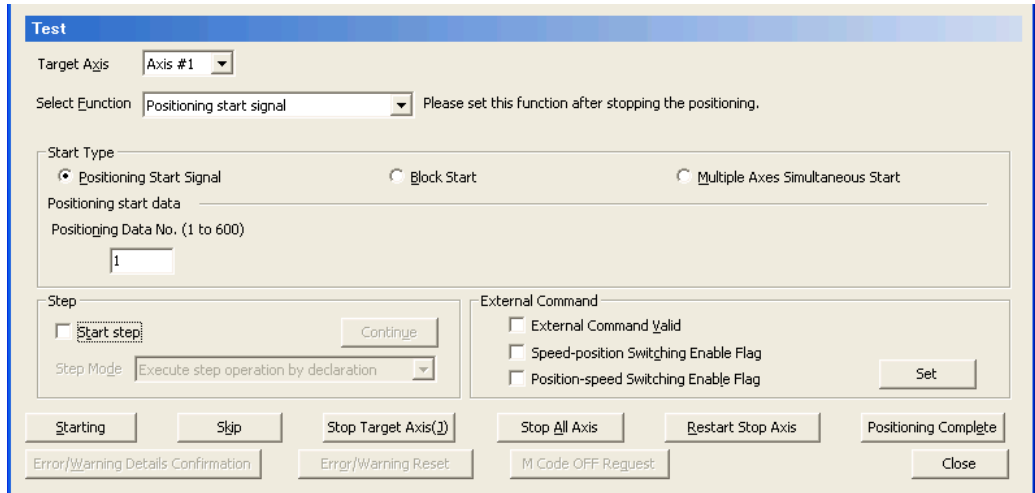 Test
Target Axis Axis #1
Select Function Positioning start signal Please set this function after stopping the positioning.
Start Type
Positioning Start Signal Block Start Multiple Axes Simultaneous Start
Positioning start data
Positioning Data No. (1 to 600)
1
Step
Start step Continue
Step Mode Execute step operation by declaration
External Command
External Command Valid
Speed-position Switching Enable Flag
Position-speed Switching Enable Flag
Set
Starting Skip Stop Target Axis(J) Stop All Axis Restart Stop Axis Positioning Complete
Error/Warning Details Confirmation Error/Warning Reset M Code OFF Request Close